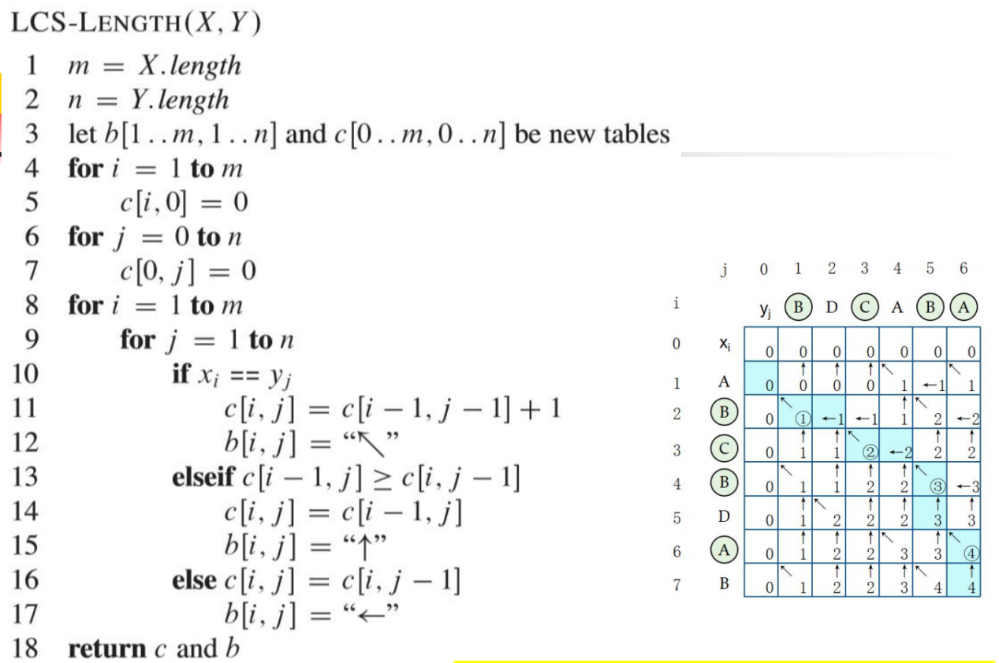 LCS-LENGTH(X, Y)
1 m = X.length
2 n = Y.length
3 let b[1..m, 1..n] and c[0..m, 0..n] be new tables
4 for i = 1 to m
5 c[i, 0] = 0
6 for j = 0 to n
7 c[0, j] = 0
8 for i = 1 to m
9 for j = 1 to n
10 if xᵢ == yⱼ
11 c[i, j] = c[i − 1, j − 1] + 1
12 b[i, j] = “↖”
13 elseif c[i − 1, j] ≥ c[i, j − 1]
14 c[i, j] = c[i − 1, j]
15 b[i, j] = “↑”
16 else c[i, j] = c[i, j − 1]
17 b[i, j] = “←”
18 return c and b
j 0 1 2 3 4 5 6
i yⱼ B D C A B A
0 xᵢ 0 0 0 0 0 0 0
1 A 0 ↑0 ↑0 ↑0 ↖1 ←1 ↖1
2 B 0 ↖① ←1 ←1 ↑1 ↖2 ←2
3 C 0 ↑1 ↑1 ↖② ←2 ↑2 ↑2
4 B 0 ↖1 ↑1 ↑2 ↑2 ↖③ ←3
5 D 0 ↑1 ↖2 ↑2 ↑2 ↑3 ↑3
6 A 0 ↑1 ↑2 ↑2 ↖3 ↑3 ↖④
7 B 0 ↖1 ↑2 ↑2 ↑3 ↖4 ↑4